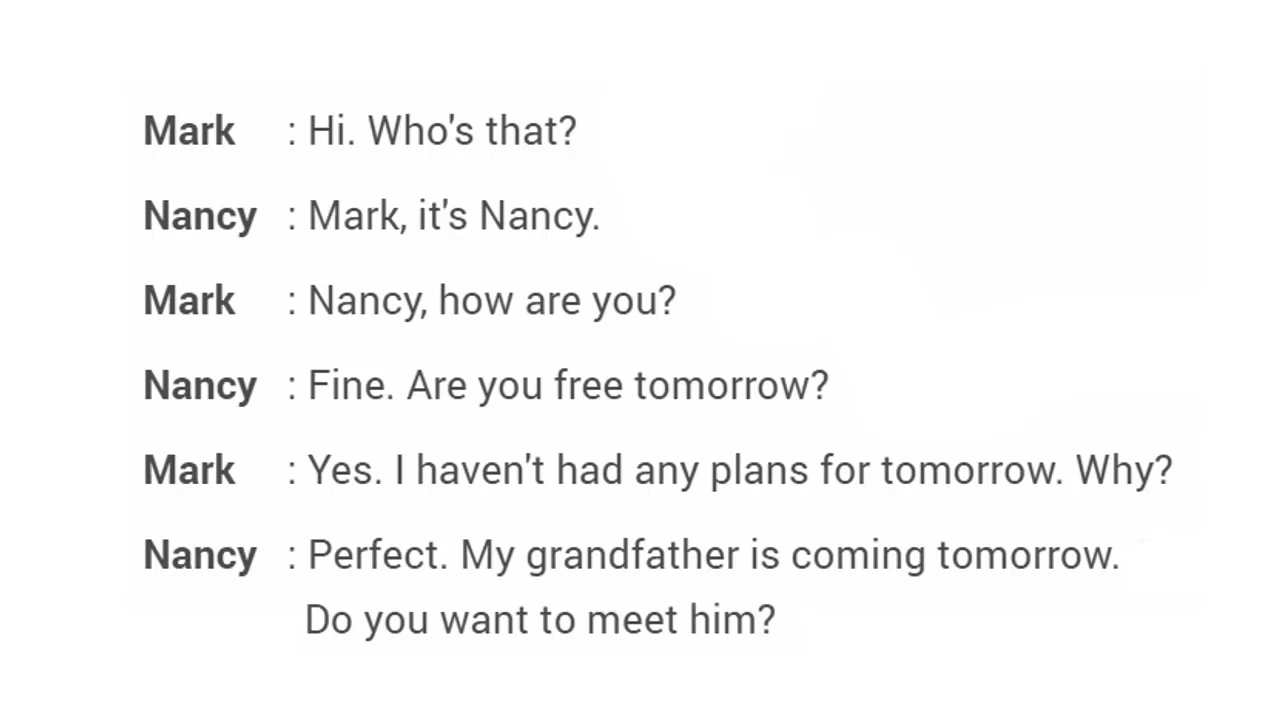 Mark : Hi. Who's that?
Nancy : Mark, it's Nancy.
Mark : Nancy, how are you?
Nancy : Fine. Are you free tomorrow?
Mark : Yes. I haven't had any plans for tomorrow. Why?
Nancy : Perfect. My grandfather is coming tomorrow.
Do you want to meet him?